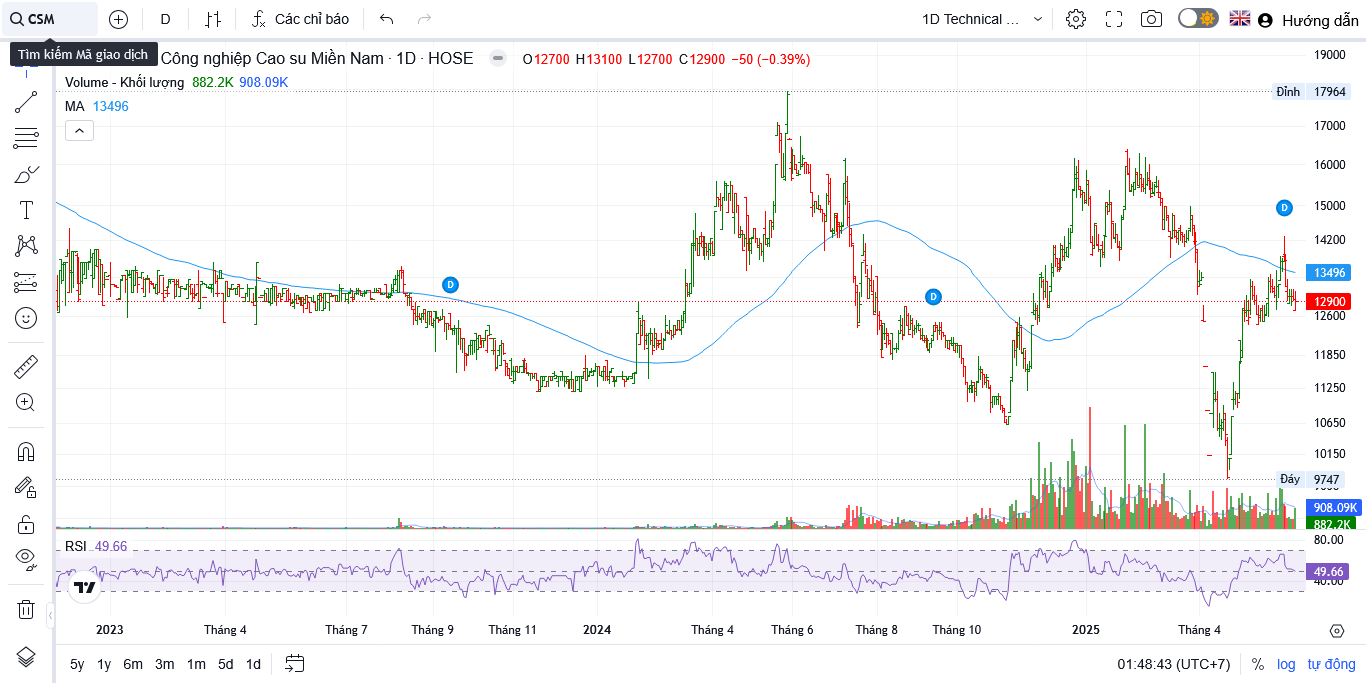 CSM
D
Các chỉ báo
1D Technical ...
Hướng dẫn
Tìm kiếm Mã giao dịch
Công nghiệp Cao su Miền Nam · 1D · HOSE
O12700 H13100 L12700 C12900 −50 (−0.39%)
Volume - Khối lượng 882.2K 908.09K
MA 13496
19000
Đỉnh 17964
17000
16000
15000
14200
13496
12900
12600
11850
11250
10650
10150
Đáy 9747
908.09K
882.2K
D
D
D
RSI 49.66
80.00
49.66
40.00
2023
Tháng 4
Tháng 7
Tháng 9
Tháng 11
2024
Tháng 4
Tháng 6
Tháng 8
Tháng 10
2025
Tháng 4
5y 1y 6m 3m 1m 5d 1d
01:48:43 (UTC+7)
% log tự động